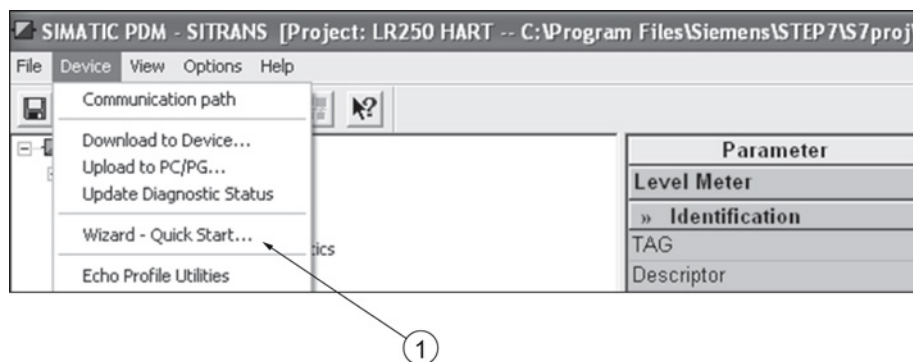 SIMATIC PDM - SITRANS [Project: LR250 HART -- C:\Program Files\Siemens\STEP7\S7proj\
File Device View Options Help
Communication path
Download to Device...
Upload to PC/PG...
Update Diagnostic Status
Wizard - Quick Start...
tics
Echo Profile Utilities
Parameter
Level Meter
» Identification
TAG
Descriptor
1